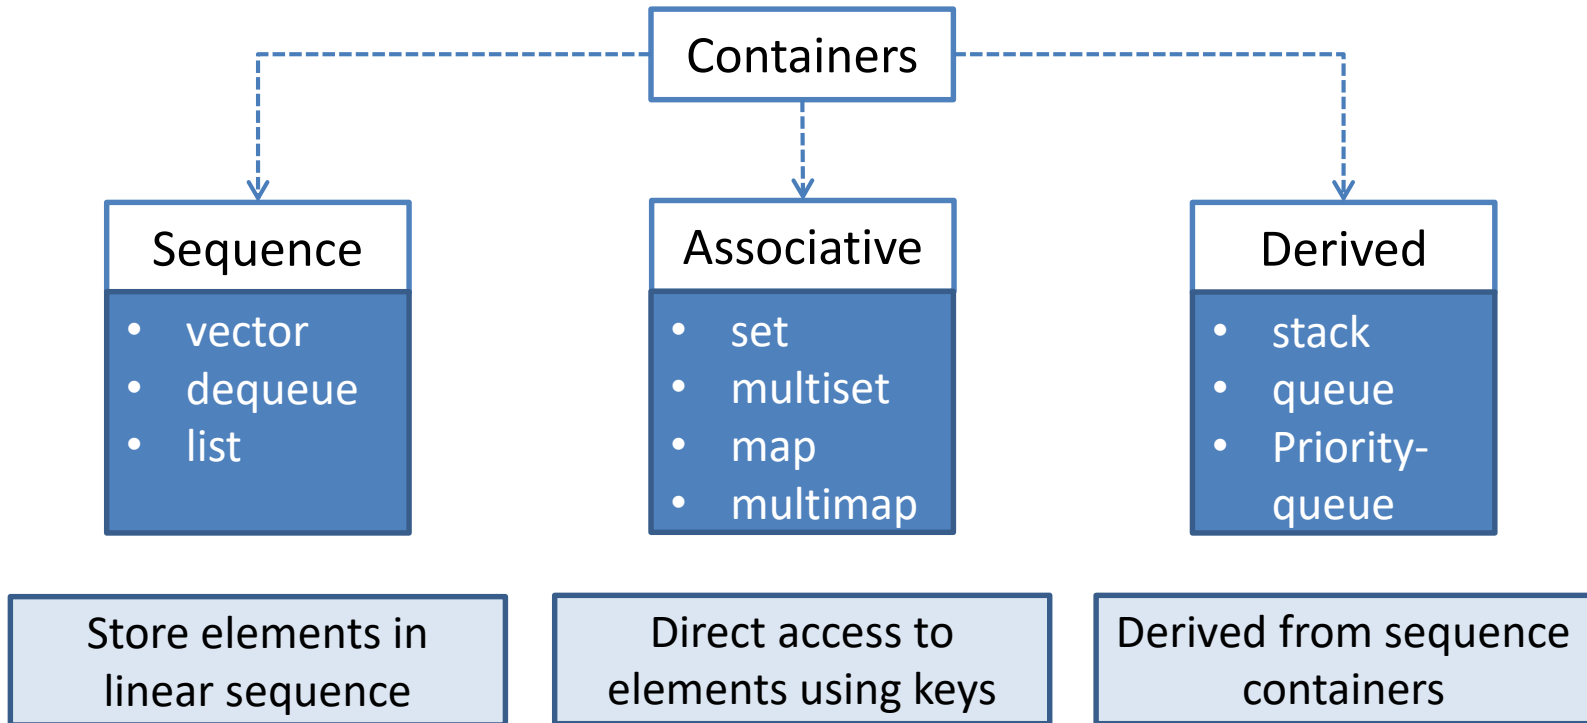 Containers
Sequence
• vector
• dequeue
• list
Store elements in
linear sequence
Associative
• set
• multiset
• map
• multimap
Direct access to
elements using keys
Derived
• stack
• queue
• Priority-
queue
Derived from sequence
containers